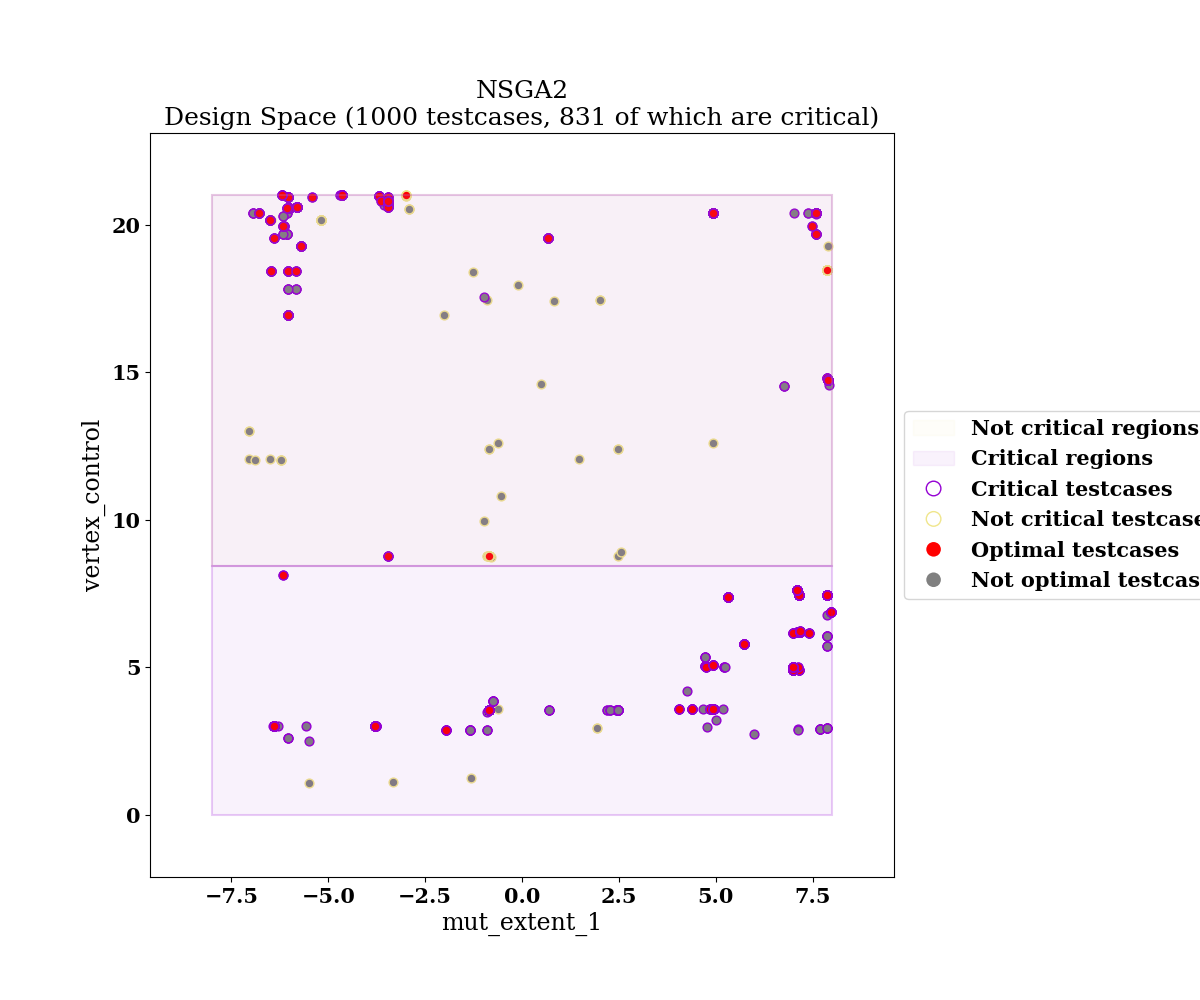 NSGA2
Design Space (1000 testcases, 831 of which are critical)
20
15
10
5
0
vertex_control
−7.5 −5.0 −2.5 0.0 2.5 5.0 7.5
mut_extent_1
Not critical regions
Critical regions
Critical testcases
Not critical testcase
Optimal testcases
Not optimal testcas